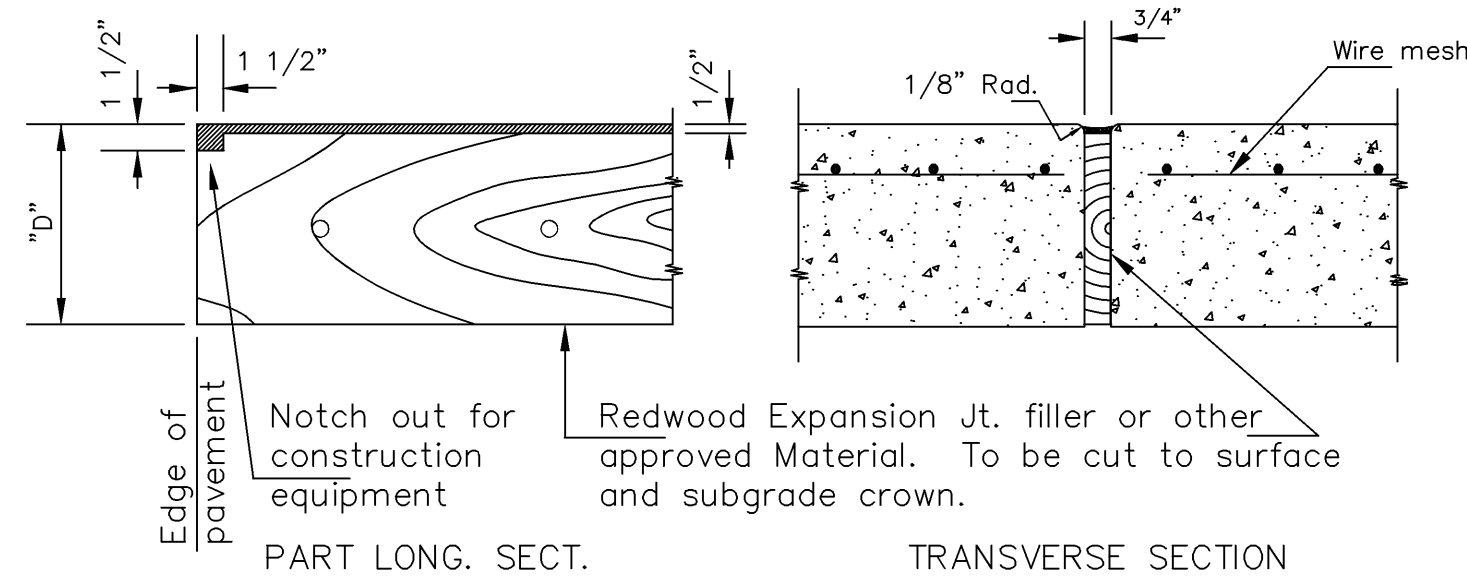 1 1/2"
1 1/2"
1/2"
3/4"
Wire mesh
1/8" Rad.
"D"
Edge of
pavement
Notch out for
construction
equipment
Redwood Expansion Jt. filler or other
approved Material. To be cut to surface
and subgrade crown.
PART LONG. SECT.
TRANSVERSE SECTION